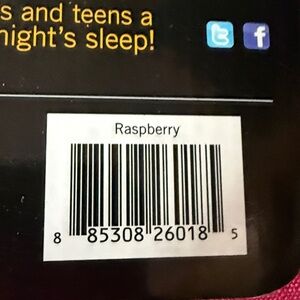 s and teens a
night's sleep!
t f
Raspberry
8 85308 26018 5